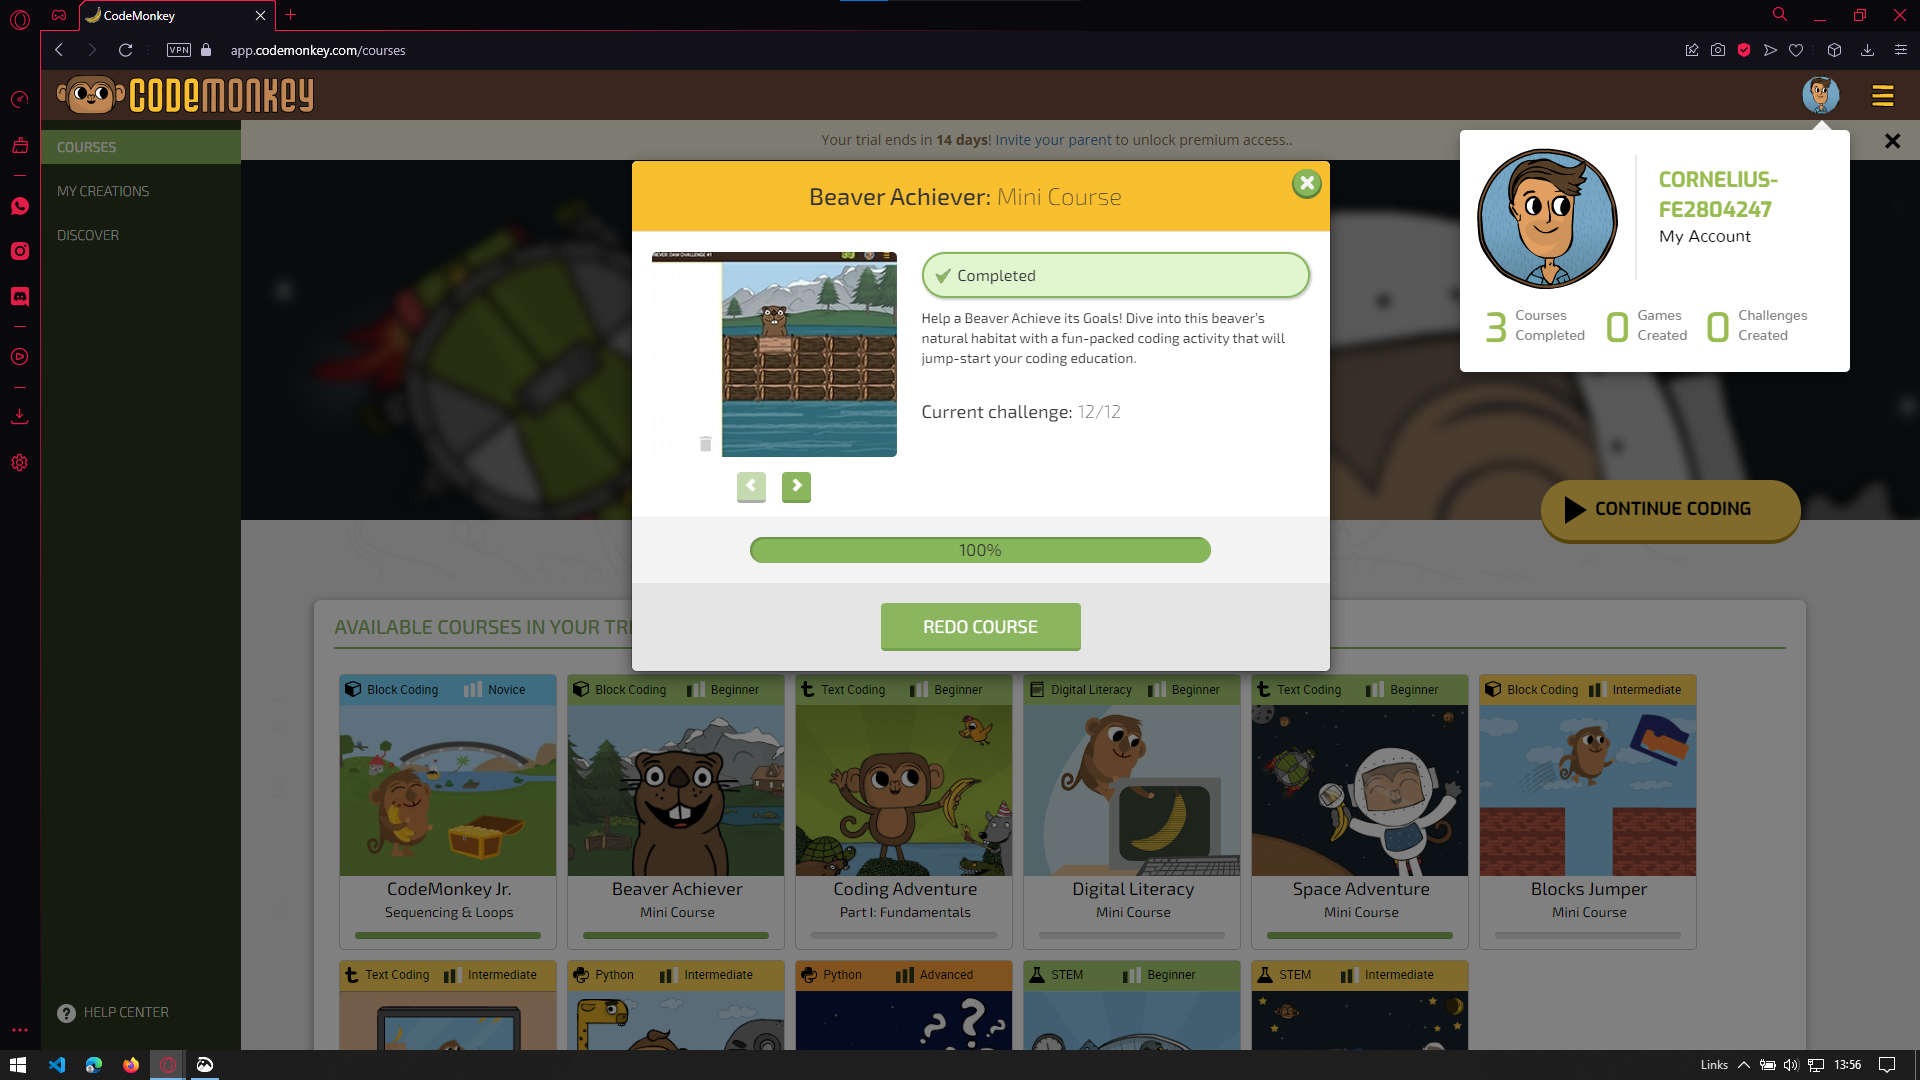 CodeMonkey
VPN
app.codemonkey.com/courses
CODEMONKEY
COURSES
MY CREATIONS
DISCOVER
HELP CENTER
Your trial ends in 14 days! Invite your parent to unlock premium access..
CORNELIUS-
FE2804247
My Account
3 Courses Completed
0 Games Created
0 Challenges Created
Beaver Achiever: Mini Course
Completed
Help a Beaver Achieve its Goals! Dive into this beaver's
natural habitat with a fun-packed coding activity that will
jump-start your coding education.
Current challenge: 12/12
100%
REDO COURSE
CONTINUE CODING
AVAILABLE COURSES IN YOUR
Block Coding Novice
CodeMonkey Jr.
Sequencing & Loops
Block Coding Beginner
Beaver Achiever
Mini Course
Text Coding Beginner
Coding Adventure
Part I: Fundamentals
Digital Literacy Beginner
Digital Literacy
Mini Course
Text Coding Beginner
Space Adventure
Mini Course
Block Coding Intermediate
Blocks Jumper
Mini Course
Text Coding Intermediate
Python Intermediate
Python Advanced
STEM Beginner
STEM Intermediate
Links
13:56